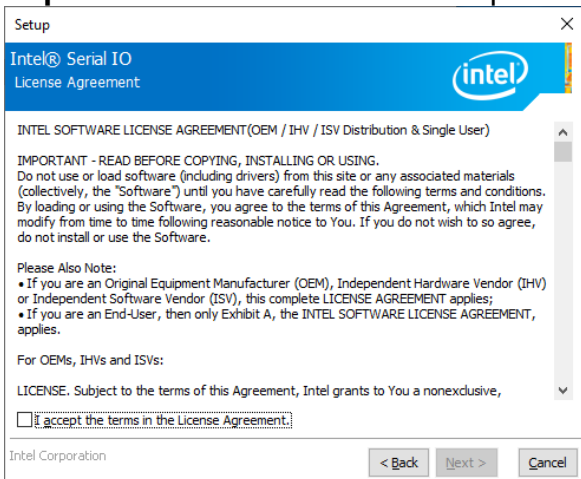 Setup
Intel® Serial IO
License Agreement
intel
INTEL SOFTWARE LICENSE AGREEMENT(OEM / IHV / ISV Distribution & Single User)
IMPORTANT - READ BEFORE COPYING, INSTALLING OR USING.
Do not use or load software (including drivers) from this site or any associated materials
(collectively, the "Software") until you have carefully read the following terms and conditions.
By loading or using the Software, you agree to the terms of this Agreement, which Intel may
modify from time to time following reasonable notice to You. If you do not wish to so agree,
do not install or use the Software.
Please Also Note:
• If you are an Original Equipment Manufacturer (OEM), Independent Hardware Vendor (IHV)
or Independent Software Vendor (ISV), this complete LICENSE AGREEMENT applies;
• If you are an End-User, then only Exhibit A, the INTEL SOFTWARE LICENSE AGREEMENT,
applies.
For OEMs, IHVs and ISVs:
LICENSE. Subject to the terms of this Agreement, Intel grants to You a nonexclusive,
I accept the terms in the License Agreement.
Intel Corporation
< Back Next > Cancel